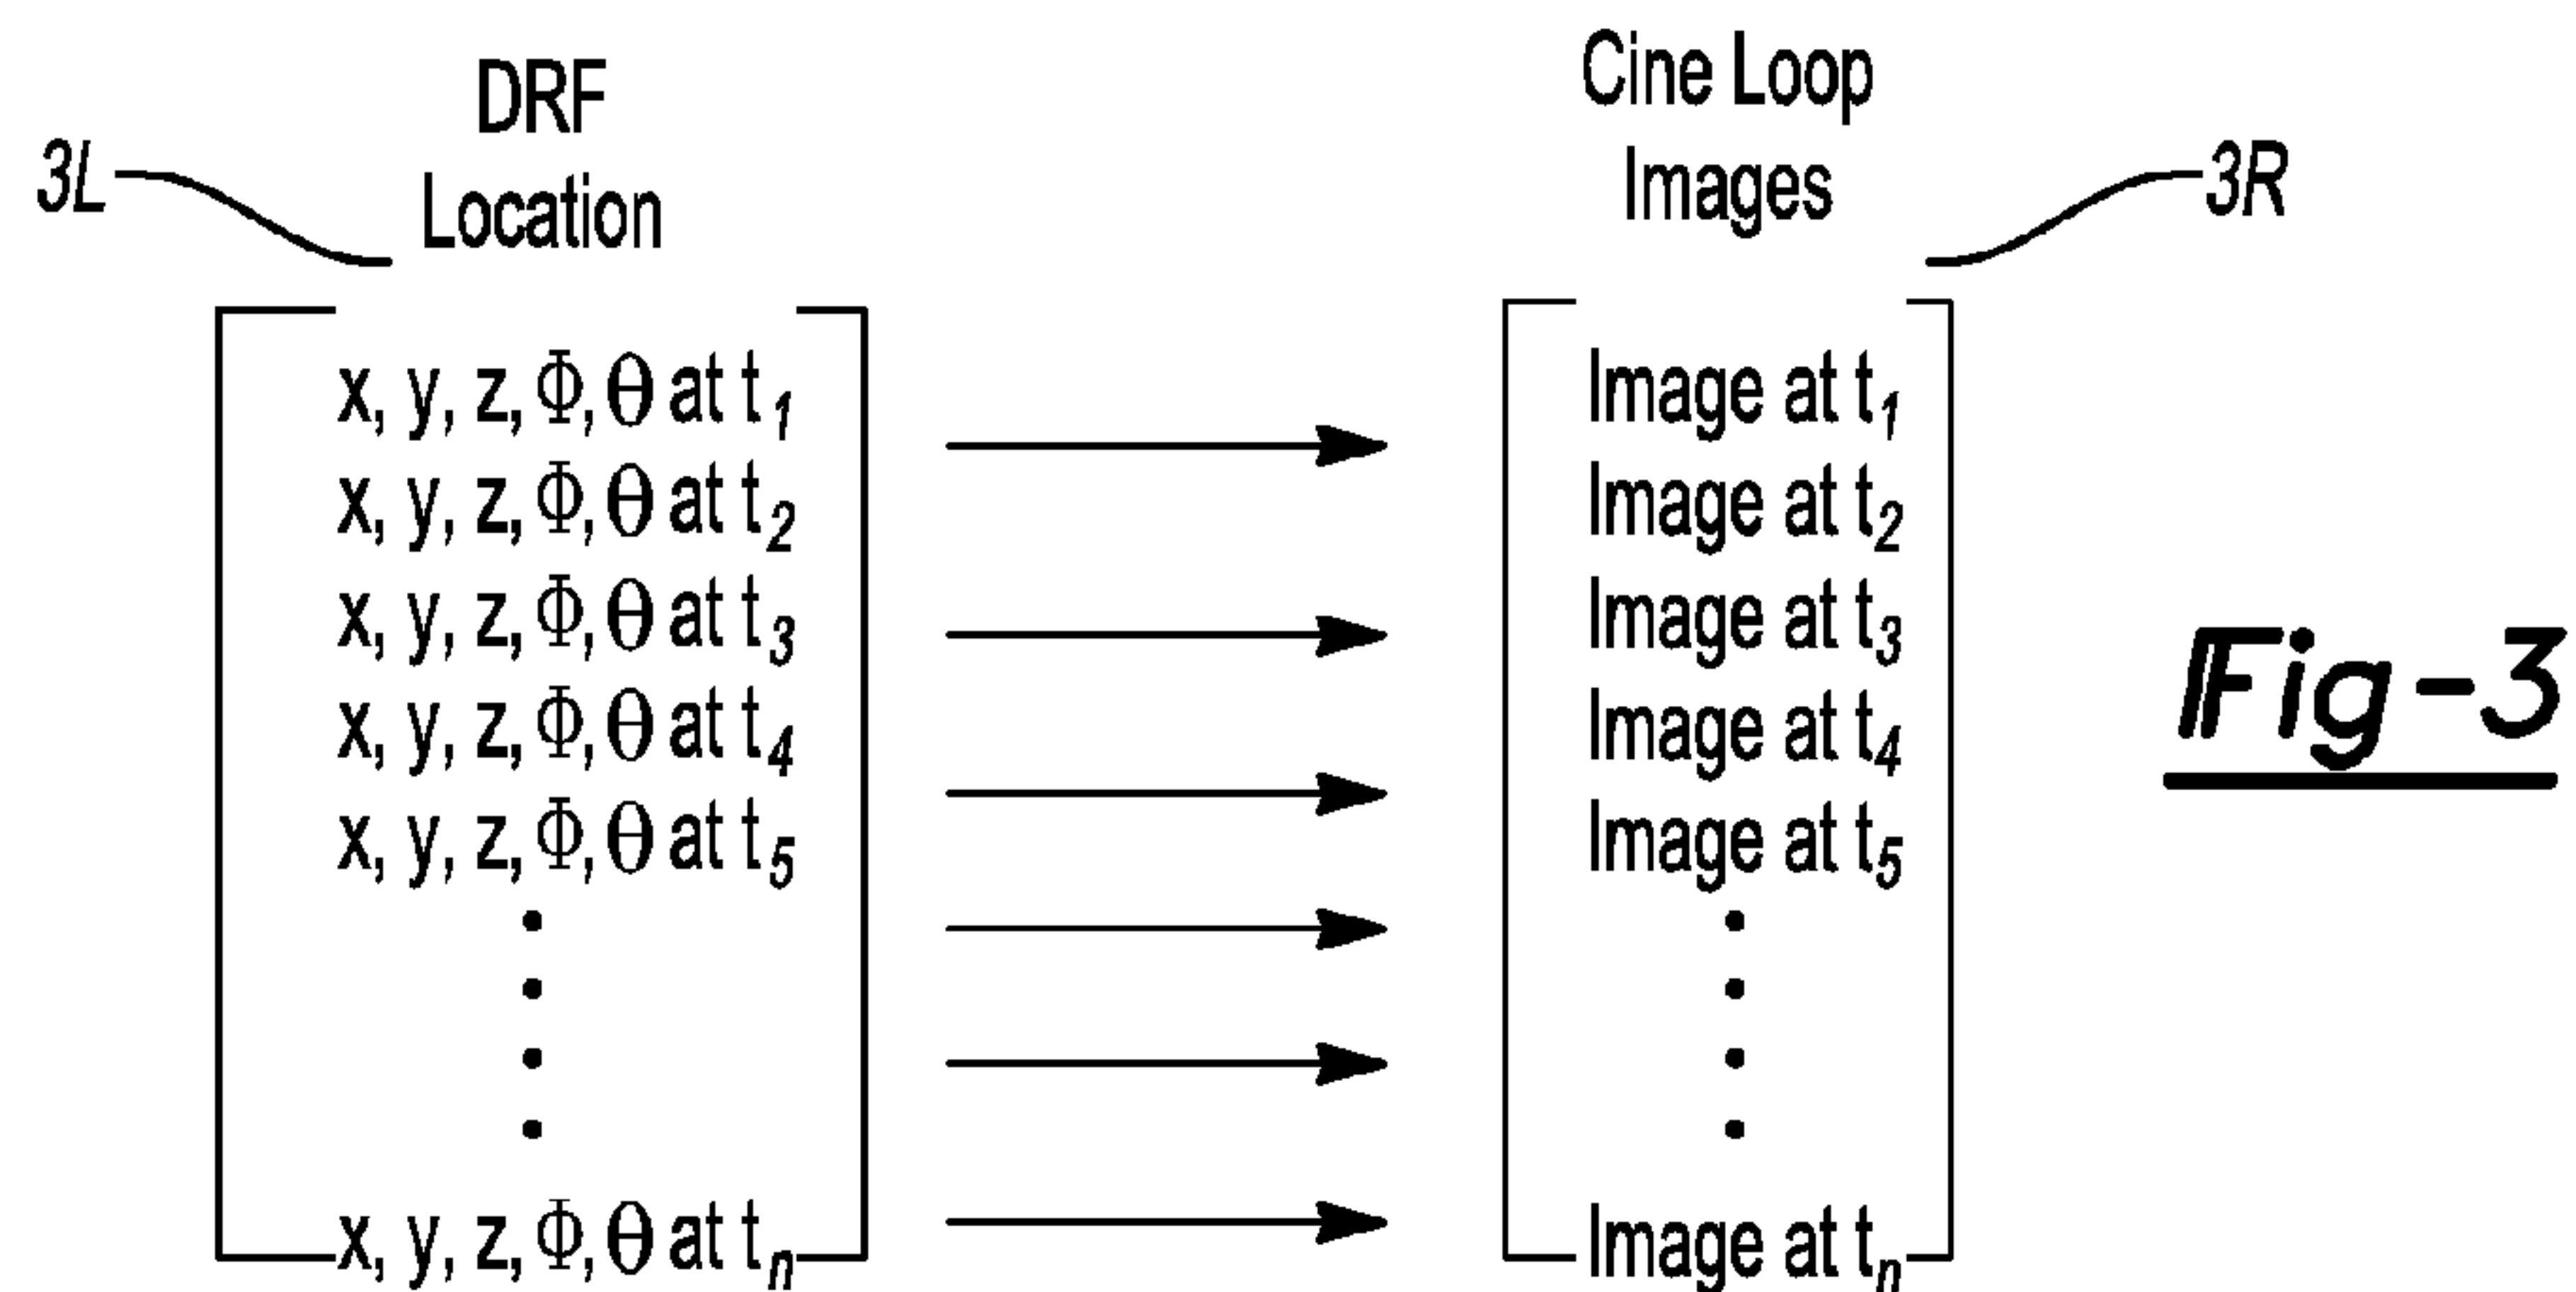 3L
DRF
Location
x, y, z, Φ, θ at t1
x, y, z, Φ, θ at t2
x, y, z, Φ, θ at t3
x, y, z, Φ, θ at t4
x, y, z, Φ, θ at t5
x, y, z, Φ, θ at tn
Cine Loop
Images
3R
Image at t1
Image at t2
Image at t3
Image at t4
Image at t5
Image at tn
Fig-3